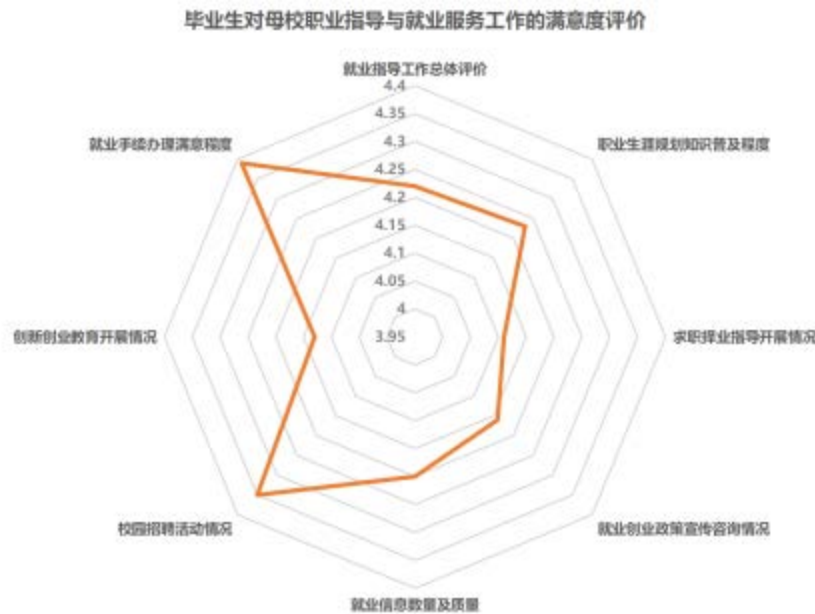 毕业生对母校职业指导与就业服务工作的满意度评价
就业指导工作总体评价
4.4
4.35
4.3
4.25
4.2
4.15
4.1
4.05
4
3.95
职业生涯规划知识普及程度
求职择业指导开展情况
就业创业政策宣传咨询情况
就业信息数量及质量
校园招聘活动情况
创新创业教育开展情况
就业手续办理满意程度